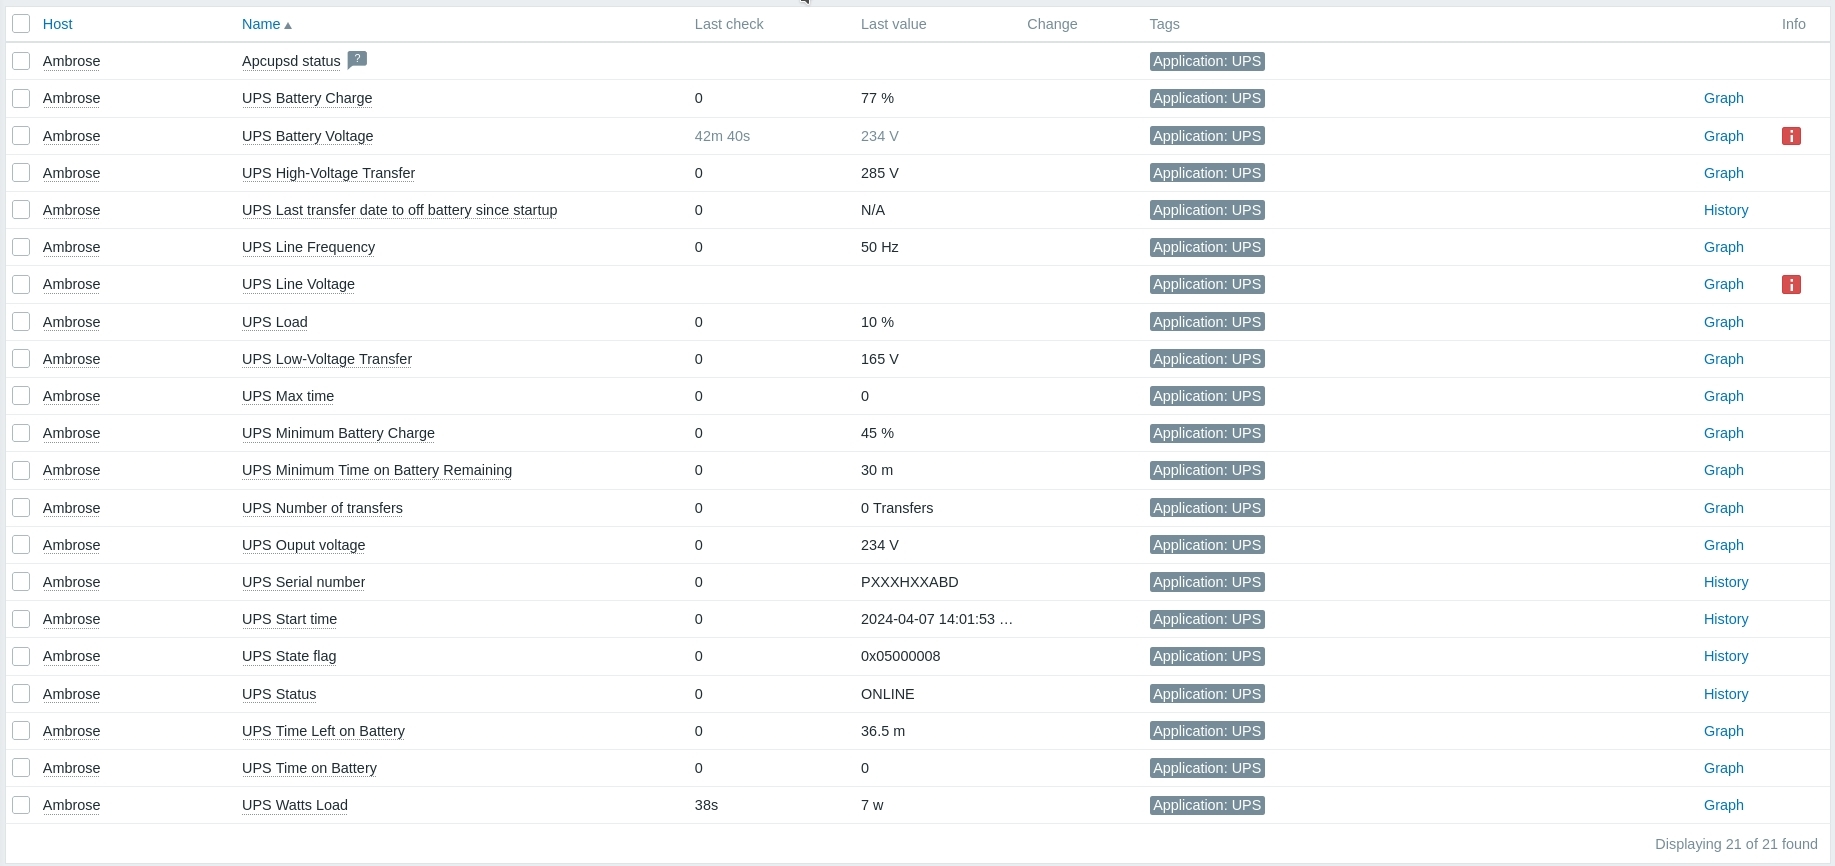 Host Name Last check Last value Change Tags Info
Ambrose Apcupsd status ? Application: UPS
Ambrose UPS Battery Charge 0 77 % Application: UPS Graph
Ambrose UPS Battery Voltage 42m 40s 234 V Application: UPS Graph i
Ambrose UPS High-Voltage Transfer 0 285 V Application: UPS Graph
Ambrose UPS Last transfer date to off battery since startup 0 N/A Application: UPS History
Ambrose UPS Line Frequency 0 50 Hz Application: UPS Graph
Ambrose UPS Line Voltage Application: UPS Graph i
Ambrose UPS Load 0 10 % Application: UPS Graph
Ambrose UPS Low-Voltage Transfer 0 165 V Application: UPS Graph
Ambrose UPS Max time 0 0 Application: UPS Graph
Ambrose UPS Minimum Battery Charge 0 45 % Application: UPS Graph
Ambrose UPS Minimum Time on Battery Remaining 0 30 m Application: UPS Graph
Ambrose UPS Number of transfers 0 0 Transfers Application: UPS Graph
Ambrose UPS Ouput voltage 0 234 V Application: UPS Graph
Ambrose UPS Serial number 0 PXXXHXXABD Application: UPS History
Ambrose UPS Start time 0 2024-04-07 14:01:53 … Application: UPS History
Ambrose UPS State flag 0 0x05000008 Application: UPS History
Ambrose UPS Status 0 ONLINE Application: UPS History
Ambrose UPS Time Left on Battery 0 36.5 m Application: UPS Graph
Ambrose UPS Time on Battery 0 0 Application: UPS Graph
Ambrose UPS Watts Load 38s 7 w Application: UPS Graph
Displaying 21 of 21 found